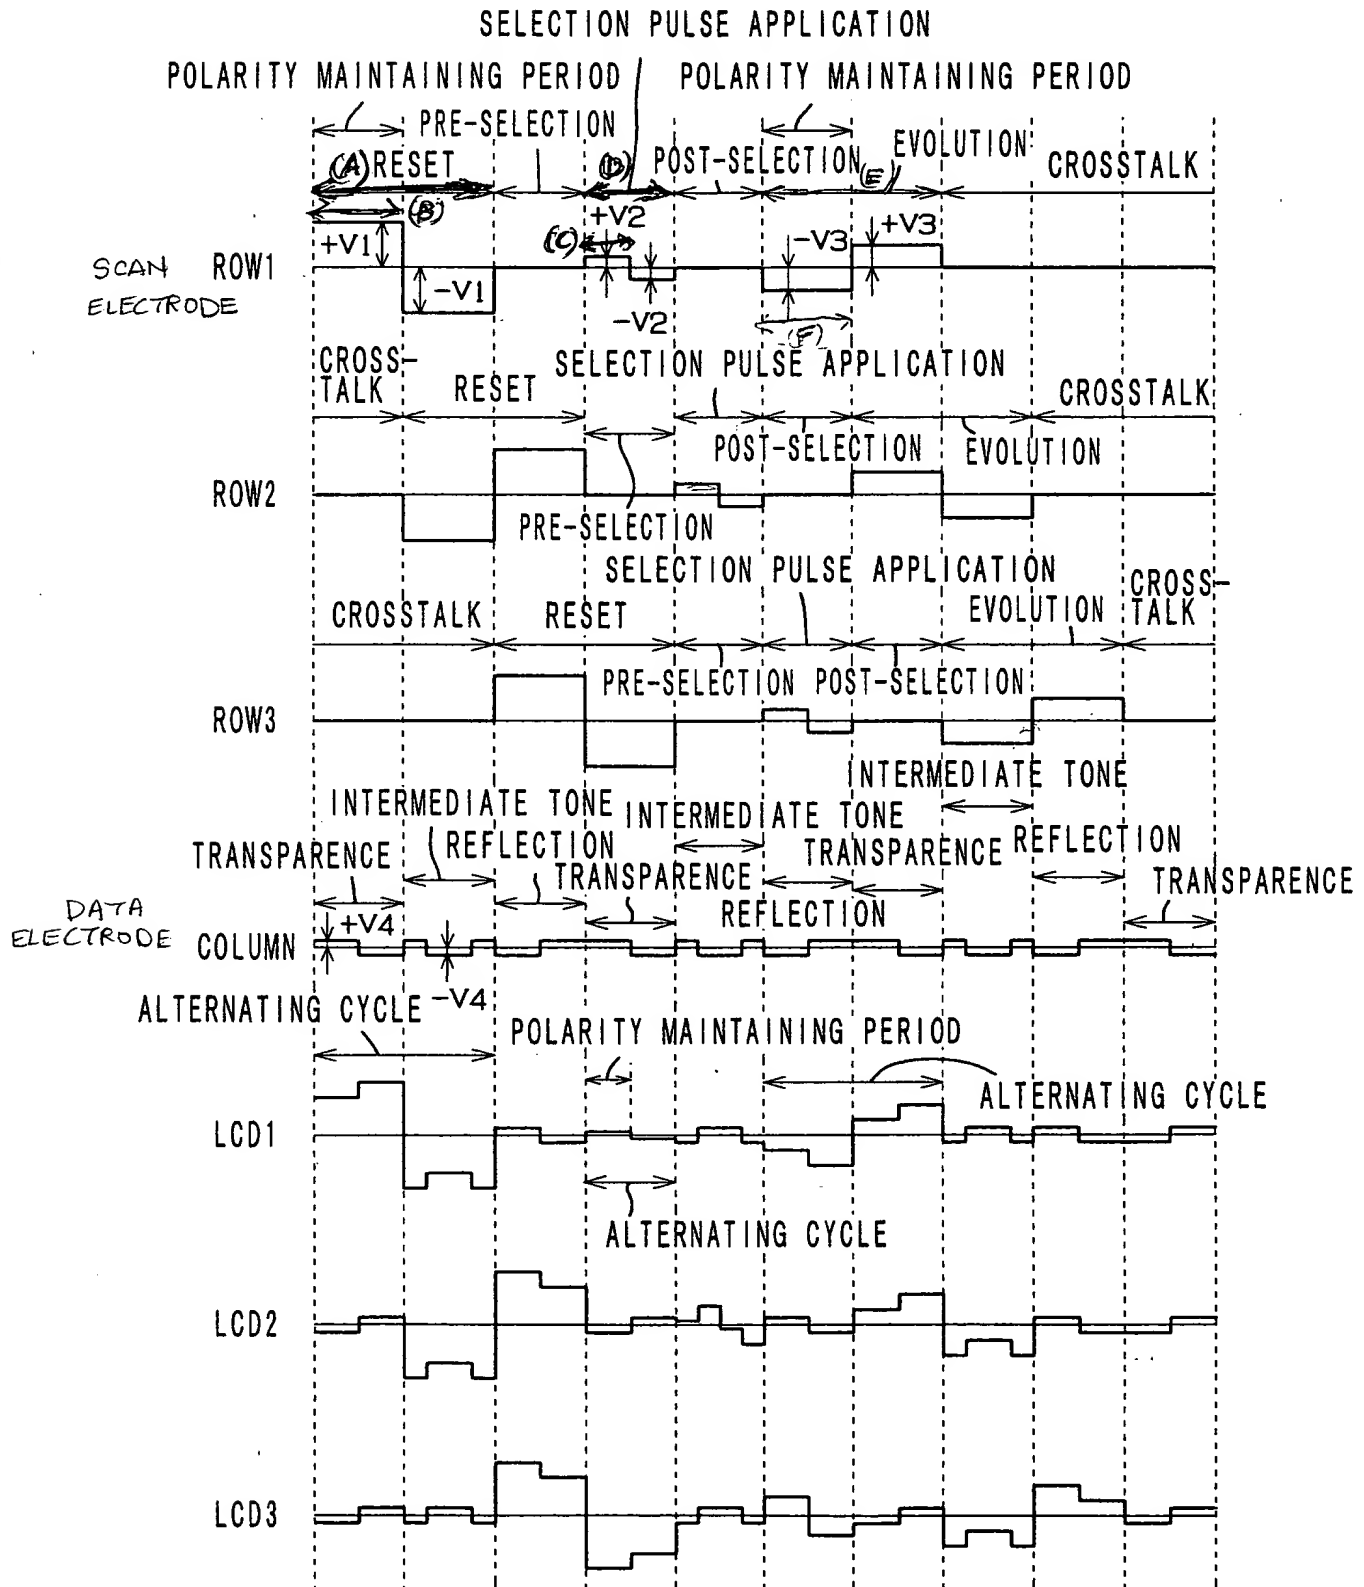 SELECTION PULSE APPLICATION
POLARITY MAINTAINING PERIOD POLARITY MAINTAINING PERIOD
PRE-SELECTION
EVOLUTION
(A) RESET (D) POST-SELECTION (E) CROSSTALK
(B) +V2
+V1 (C) -V3 +V3
SCAN ELECTRODE ROW1
-V1
-V2 (F)
CROSS-TALK RESET SELECTION PULSE APPLICATION CROSSTALK
POST-SELECTION EVOLUTION
ROW2
PRE-SELECTION
SELECTION PULSE APPLICATION
CROSSTALK RESET EVOLUTION CROSS-TALK
PRE-SELECTION POST-SELECTION
ROW3
INTERMEDIATE TONE
INTERMEDIATE TONE INTERMEDIATE TONE
TRANSPARENCE REFLECTION TRANSPARENCE REFLECTION
TRANSPARENCE TRANSPARENCE
REFLECTION
DATA ELECTRODE COLUMN +V4
-V4
ALTERNATING CYCLE
POLARITY MAINTAINING PERIOD
ALTERNATING CYCLE
LCD1
ALTERNATING CYCLE
LCD2
LCD3